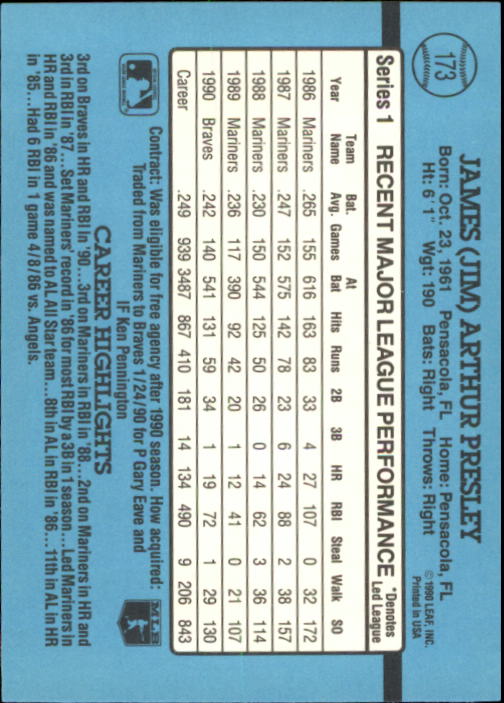 173
JAMES (JIM) ARTHUR PRESLEY
Born: Oct. 23, 1961 Pensacola, FL Home: Pensacola, FL
Ht: 6' 1" Wgt: 190 Bats: Right Throws: Right
© 1990 LEAF, INC.
Printed in USA
Series 1 RECENT MAJOR LEAGUE PERFORMANCE *Denotes Led League
Year Team Name Bat. Avg. Games At Bat Hits Runs 2B 3B HR RBI Steal Walk SO
1986 Mariners .265 155 616 163 83 33 4 27 107 0 32 172
1987 Mariners .247 152 575 142 78 23 6 24 88 2 38 157
1988 Mariners .230 150 544 125 50 26 0 14 62 3 36 114
1989 Mariners .236 117 390 92 42 20 1 12 41 0 21 107
1990 Braves .242 140 541 131 59 34 1 19 72 1 29 130
Career .249 939 3487 867 410 181 14 134 490 9 206 843
Contract: Was eligible for free agency after 1990 season. How acquired:
Traded from Mariners to Braves 1/24/90 for P Gary Eave and
IF Ken Pennington
MLB
CAREER HIGHLIGHTS
3rd on Braves in HR and RBI in '90...3rd on Mariners in RBI in '88...2nd on Mariners in HR and
3rd in RBI in '87...Set Mariners' record in '86 for most RBI by a 3B in 1 season...Led Mariners in
HR and RBI in '86 and was named to AL All Star team...8th in AL in RBI in '86...11th in AL in HR
in '85...Had 6 RBI in 1 game 4/8/86 vs. Angels.